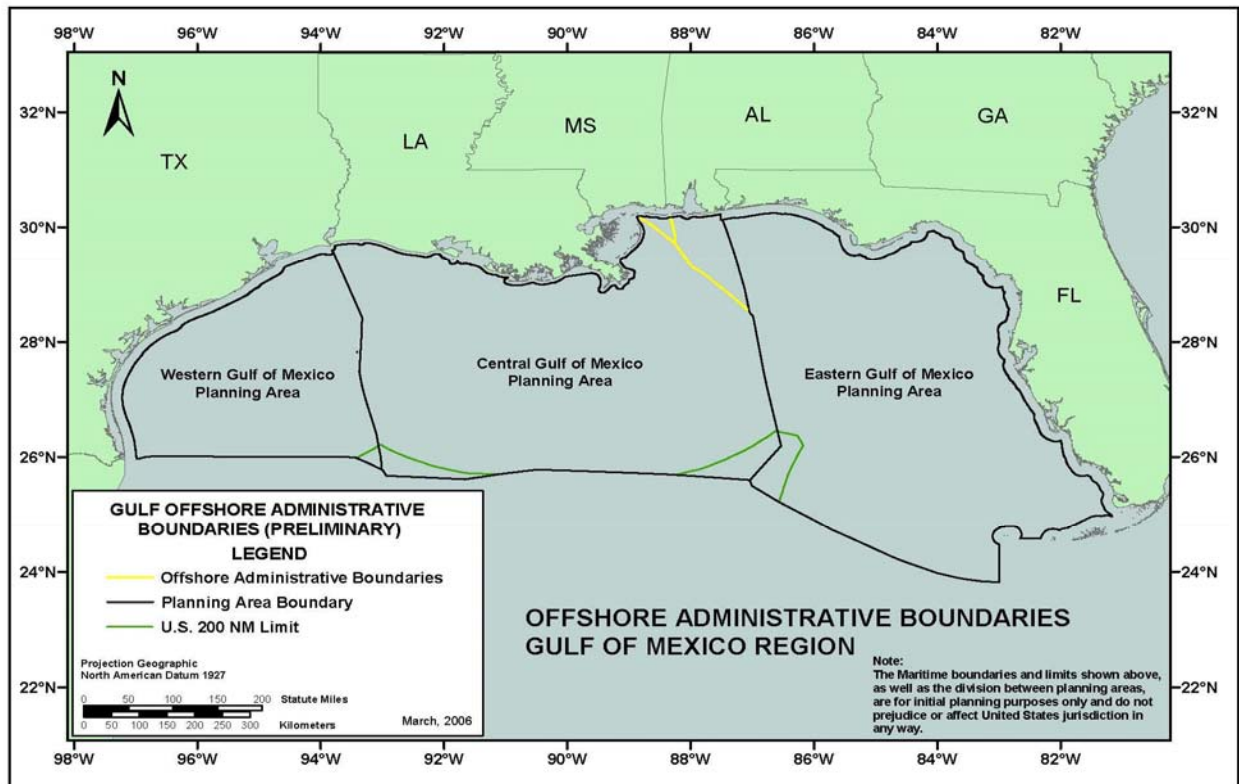 98°W 96°W 94°W 92°W 90°W 88°W 86°W 84°W 82°W
N
32°N
32°N
TX
LA
MS
AL
GA
30°N
30°N
FL
28°N
28°N
Western Gulf of Mexico
Planning Area
Central Gulf of Mexico
Planning Area
Eastern Gulf of Mexico
Planning Area
26°N
26°N
GULF OFFSHORE ADMINISTRATIVE
BOUNDARIES (PRELIMINARY)
LEGEND
Offshore Administrative Boundaries
Planning Area Boundary
U.S. 200 NM Limit
Projection Geographic
North American Datum 1927
0 50 100 150 200 Statute Miles
0 50 100 150 200 250 300 Kilometers
March, 2006
24°N
24°N
OFFSHORE ADMINISTRATIVE BOUNDARIES
GULF OF MEXICO REGION
Note:
The Maritime boundaries and limits shown above,
as well as the division between planning areas,
are for initial planning purposes only and do not
prejudice or affect United States jurisdiction in
any way.
22°N
22°N
98°W 96°W 94°W 92°W 90°W 88°W 86°W 84°W 82°W